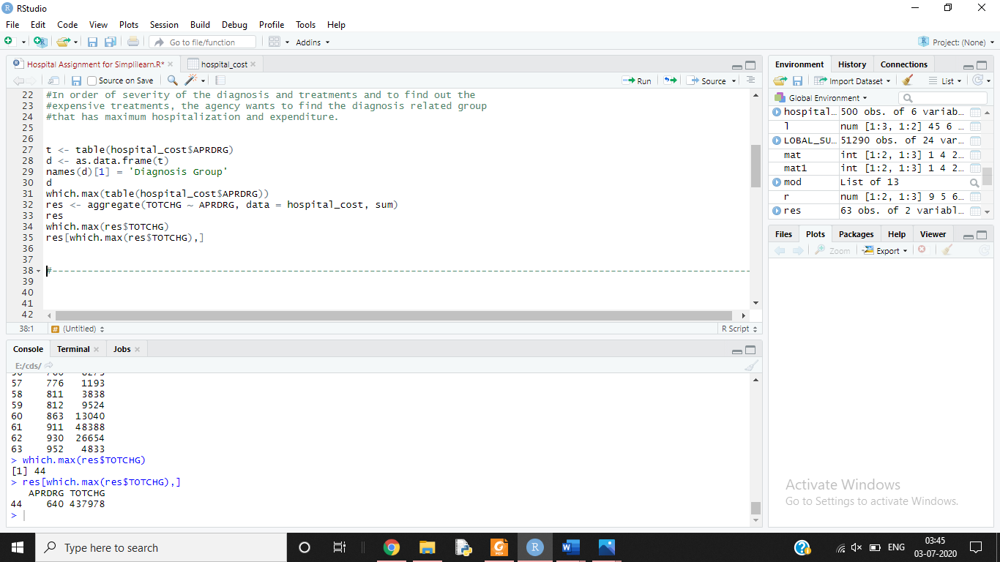 RStudio
File Edit Code View Plots Session Build Debug Profile Tools Help
Go to file/function Addins Project: (None)
Hospital Assignment for Simplilearn.R* hospital_cost
Source on Save Run Source
22 #In order of severity of the diagnosis and treatments and to find out the
23 #expensive treatments, the agency wants to find the diagnosis related group
24 #that has maximum hospitalization and expenditure.
25
26
27 t <- table(hospital_cost$APRDRG)
28 d <- as.data.frame(t)
29 names(d)[1] = 'Diagnosis Group'
30 d
31 which.max(table(hospital_cost$APRDRG))
32 res <- aggregate(TOTCHG ~ APRDRG, data = hospital_cost, sum)
33 res
34 which.max(res$TOTCHG)
35 res[which.max(res$TOTCHG),]
36
37
38 #----------------------------------------------------------------------------------------------------------------------
39
40
41
42
38:1 (Untitled) R Script
Console Terminal Jobs
E:/cds/
57 776 1193
58 811 3838
59 812 9524
60 863 13040
61 911 48388
62 930 26654
63 952 4833
> which.max(res$TOTCHG)
[1] 44
> res[which.max(res$TOTCHG),]
APRDRG TOTCHG
44 640 437978
>
Environment History Connections
Import Dataset List
Global Environment
hospital... 500 obs. of 6 variab...
l num [1:3, 1:2] 45 6 ...
LOBAL_SU... 51290 obs. of 24 var...
mat int [1:2, 1:3] 1 4 2...
mat1 int [1:2, 1:3] 1 4 2...
mod List of 13
r num [1:2, 1:3] 9 5 6...
res 63 obs. of 2 variabl...
Files Plots Packages Help Viewer
Zoom Export
Activate Windows
Go to Settings to activate Windows.
Type here to search
ENG
03:45
03-07-2020